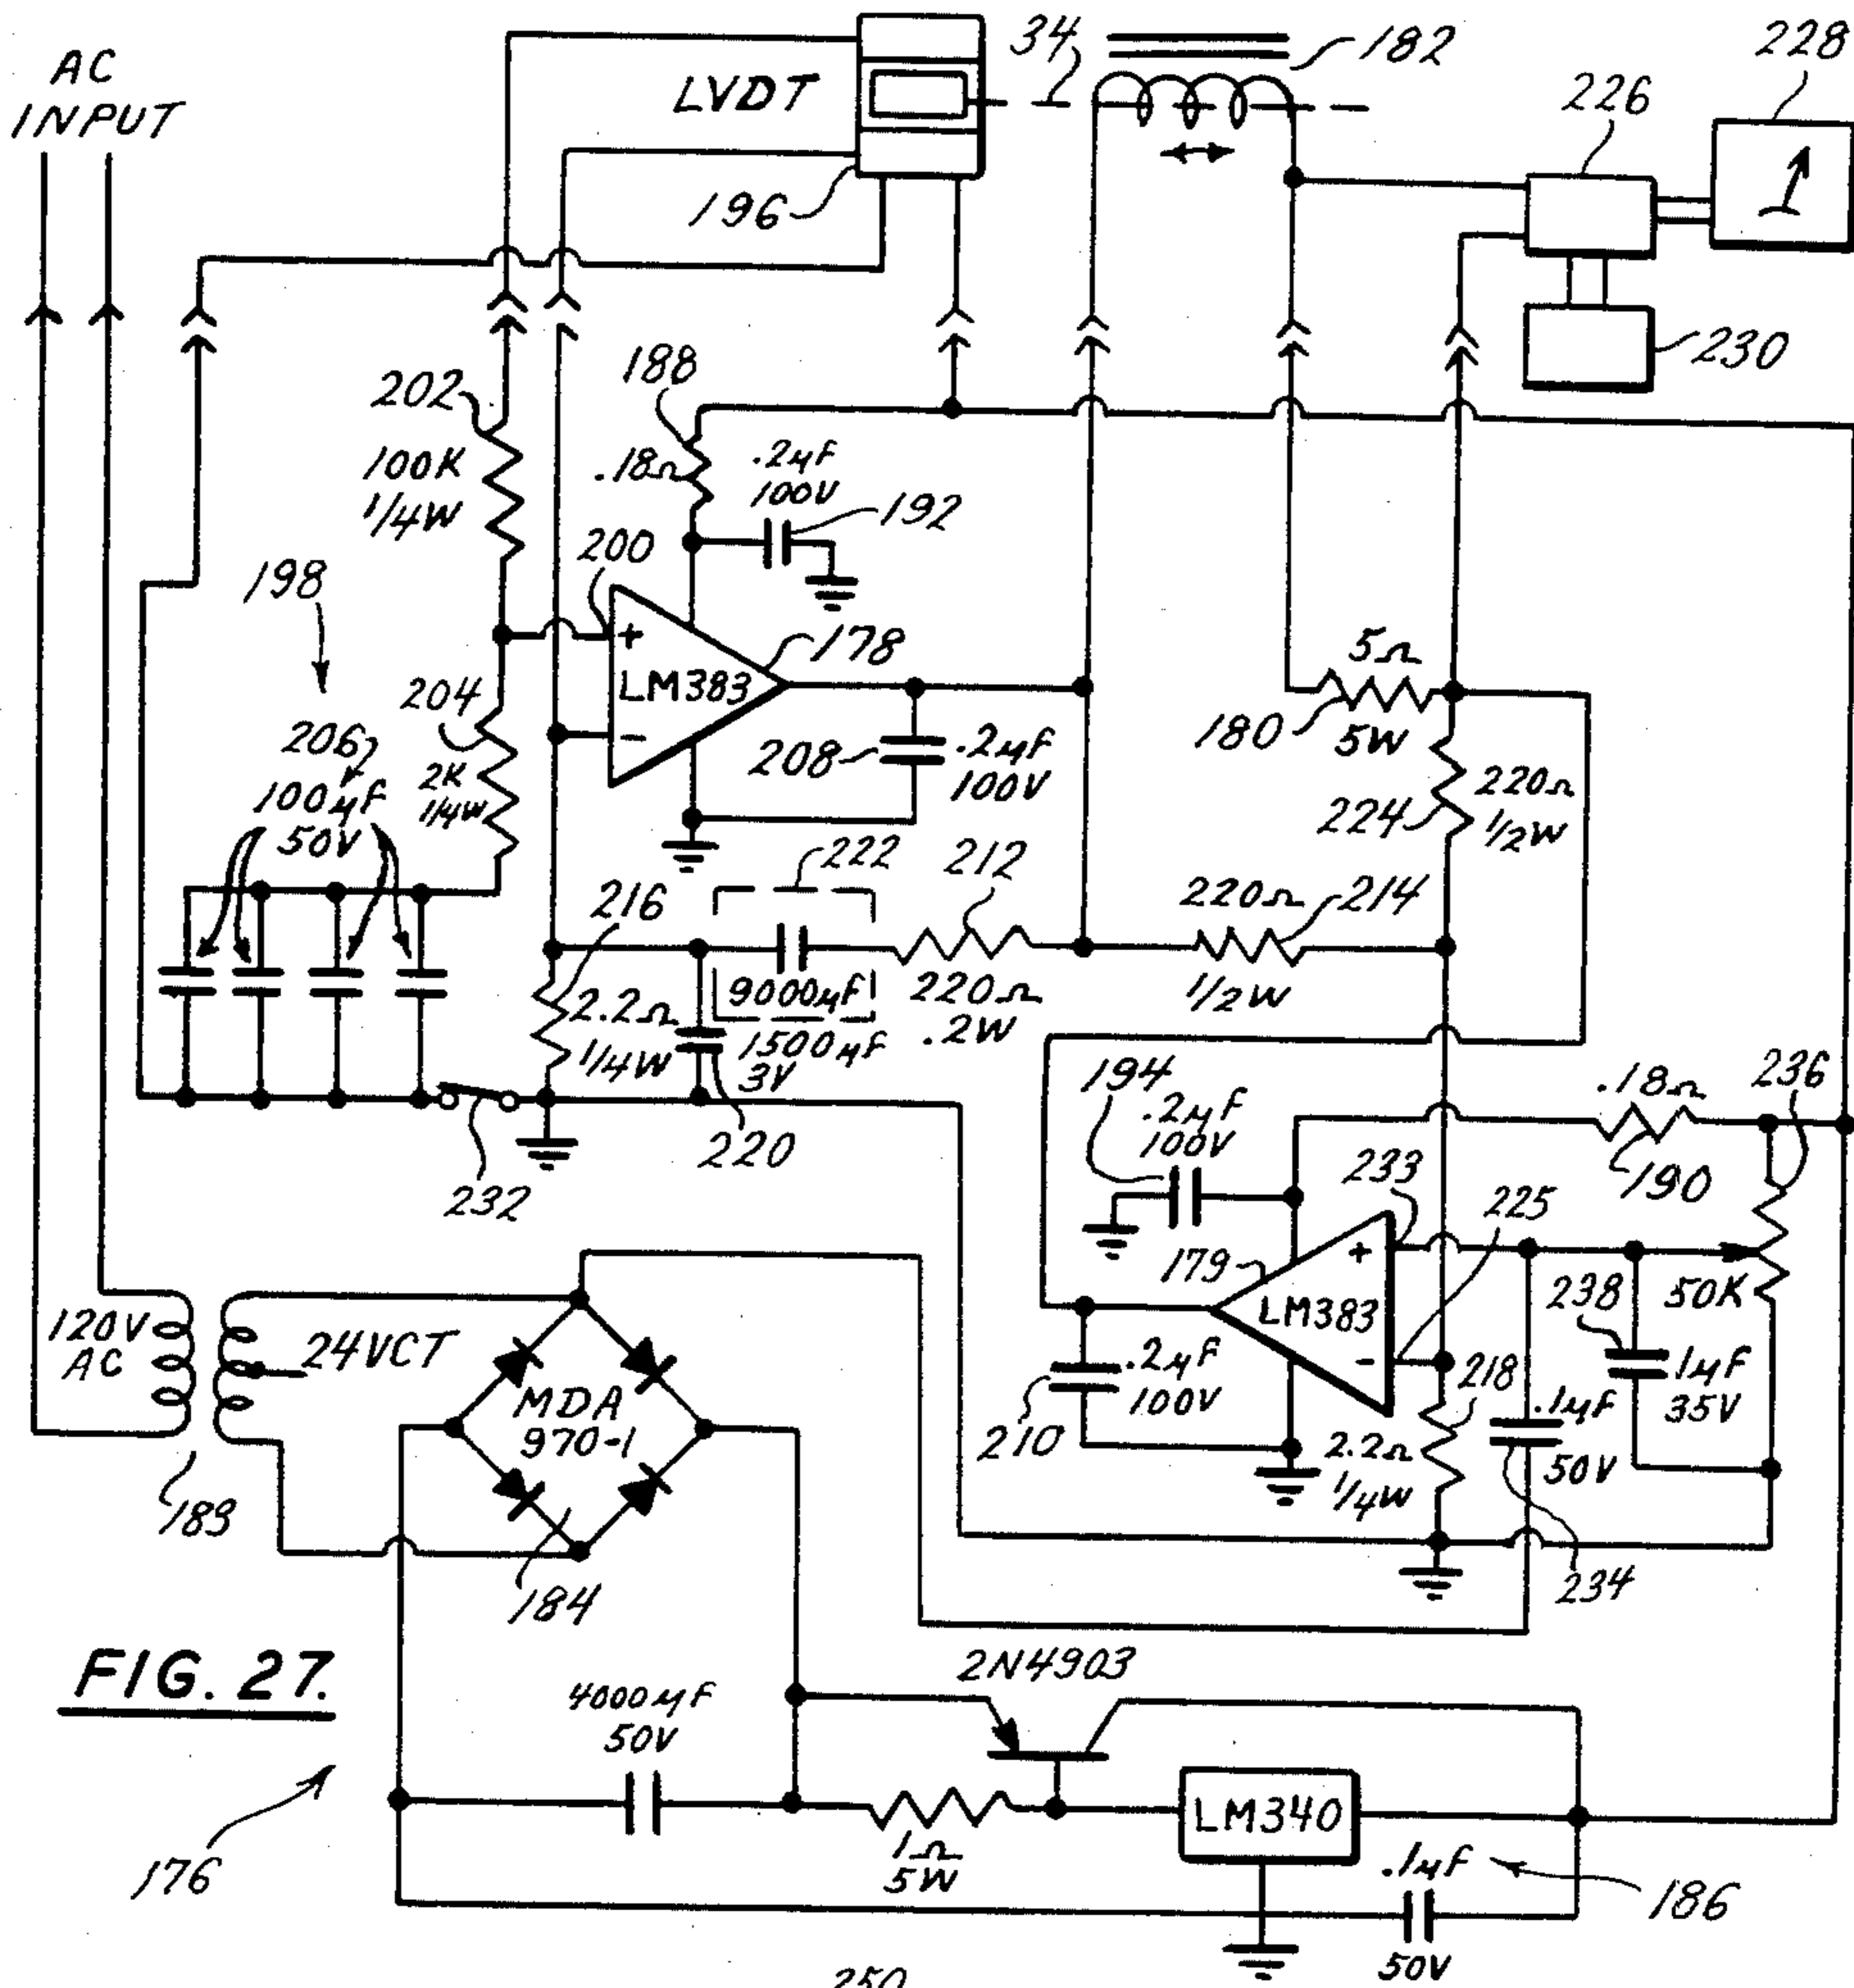 AC
INPUT
LVDT
34
182
228
226
196
230
202
100K
1/4W
188
.18Ω
.2µF
100V
192
198
200
+
LM383
-
178
204
2K
1/4W
206
100µF
50V
208
.2µF
100V
5Ω
180
5W
224
220Ω
1/2W
222
212
216
2.2Ω
1/4W
9000µF
1500µF
3V
220Ω
.2W
220Ω
214
1/2W
232
220
194
.2µF
100V
.18Ω
236
190
233
225
179
+
LM383
-
238
50K
.1µF
35V
120V
AC
24VCT
MDA
970-1
183
184
210
.2µF
100V
218
2.2Ω
1/4W
.1µF
50V
234
FIG. 27.
176
4000µF
50V
2N4903
1Ω
5W
LM340
.1µF
50V
186
250